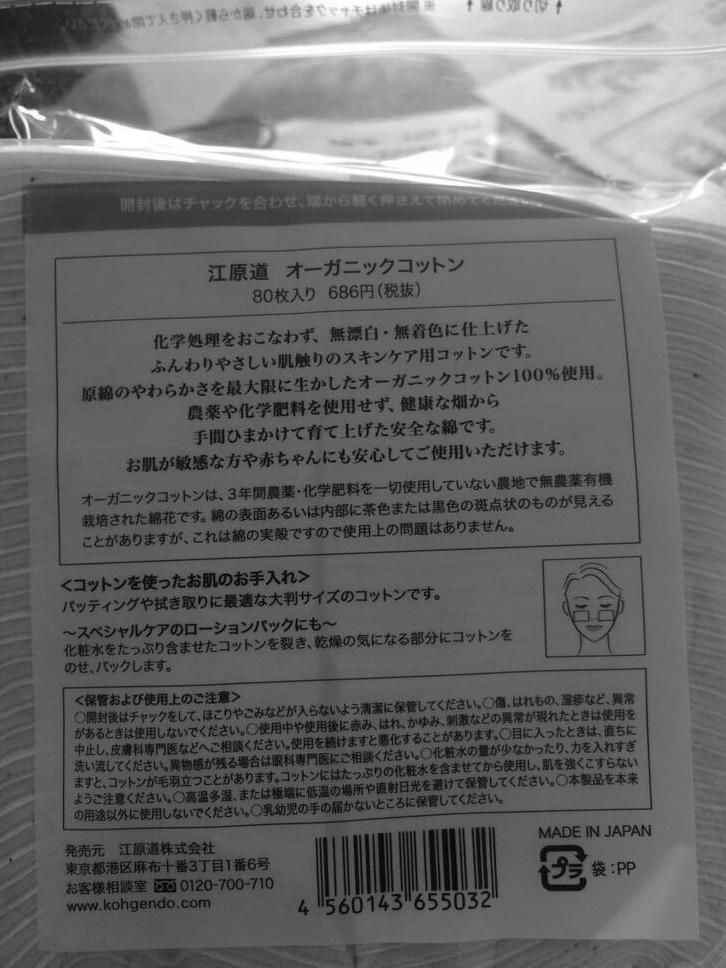 ↑ 切り取り線 ↑
※ 開封後はチャックを合わせ、端から軽く押さえて閉めて
開封後はチャックを合わせ、端から軽く押さえて閉めてください。
江原道 オーガニックコットン
80枚入り 686円(税抜)
化学処理をおこなわず、無漂白・無着色に仕上げた
ふんわりやさしい肌触りのスキンケア用コットンです。
原綿のやわらかさを最大限に生かしたオーガニックコットン100%使用。
農薬や化学肥料を使用せず、健康な畑から
手間ひまかけて育て上げた安全な綿です。
お肌が敏感な方や赤ちゃんにも安心してご使用いただけます。
オーガニックコットンは、3年間農薬・化学肥料を一切使用していない農地で無農薬有機
栽培された綿花です。綿の表面あるいは内部に茶色または黒色の斑点状のものが見える
ことがありますが、これは綿の実殻ですので使用上の問題はありません。
<コットンを使ったお肌のお手入れ>
パッティングや拭き取りに最適な大判サイズのコットンです。
~スペシャルケアのローションパックにも~
化粧水をたっぷり含ませたコットンを裂き、乾燥の気になる部分にコットンを
のせ、パックします。
<保管および使用上のご注意>
○開封後はチャックをして、ほこりやごみなどが入らないよう清潔に保管してください。○傷、はれもの、湿疹など、異常
があるときは使用しないでください。○使用中や使用後に赤み、はれ、かゆみ、刺激などの異常が現れたときは使用を
中止し、皮膚科専門医などへご相談ください。使用を続けますと悪化することがあります。○目に入ったときは、直ちに
洗い流してください。異物感が残る場合は眼科専門医にご相談ください。○化粧水の量が少なかったり、力を入れすぎ
ますと、コットンが毛羽立つことがあります。コットンにはたっぷりの化粧水を含ませてから使用し、肌を強くこすらない
ようご注意ください。○高温多湿、または極端に低温の場所や直射日光を避けて保管してください。○本製品を本来
の用途以外に使用しないでください。○乳幼児の手の届かないところに保管してください。
発売元 江原道株式会社
東京都港区麻布十番3丁目1番6号
お客様相談室 0120-700-710
www.kohgendo.com
4 560143 655032
MADE IN JAPAN
プラ 袋:PP